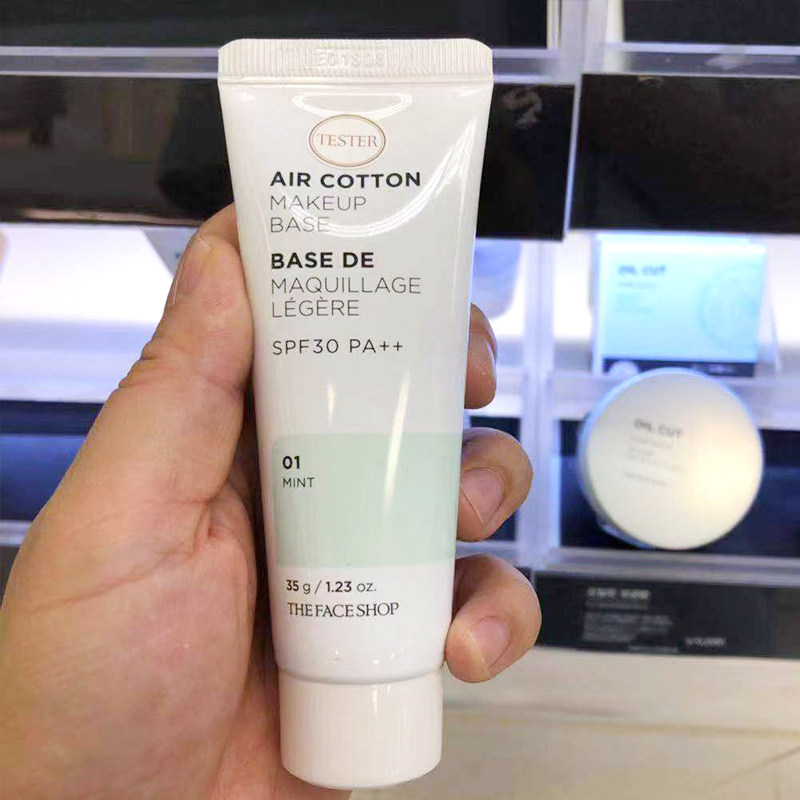 TESTER
AIR COTTON
MAKEUP
BASE
BASE DE
MAQUILLAGE
LÉGÈRE
SPF30 PA++
01
MINT
35 g / 1.23 oz.
THE FACE SHOP
OIL CUT
OIL CUT